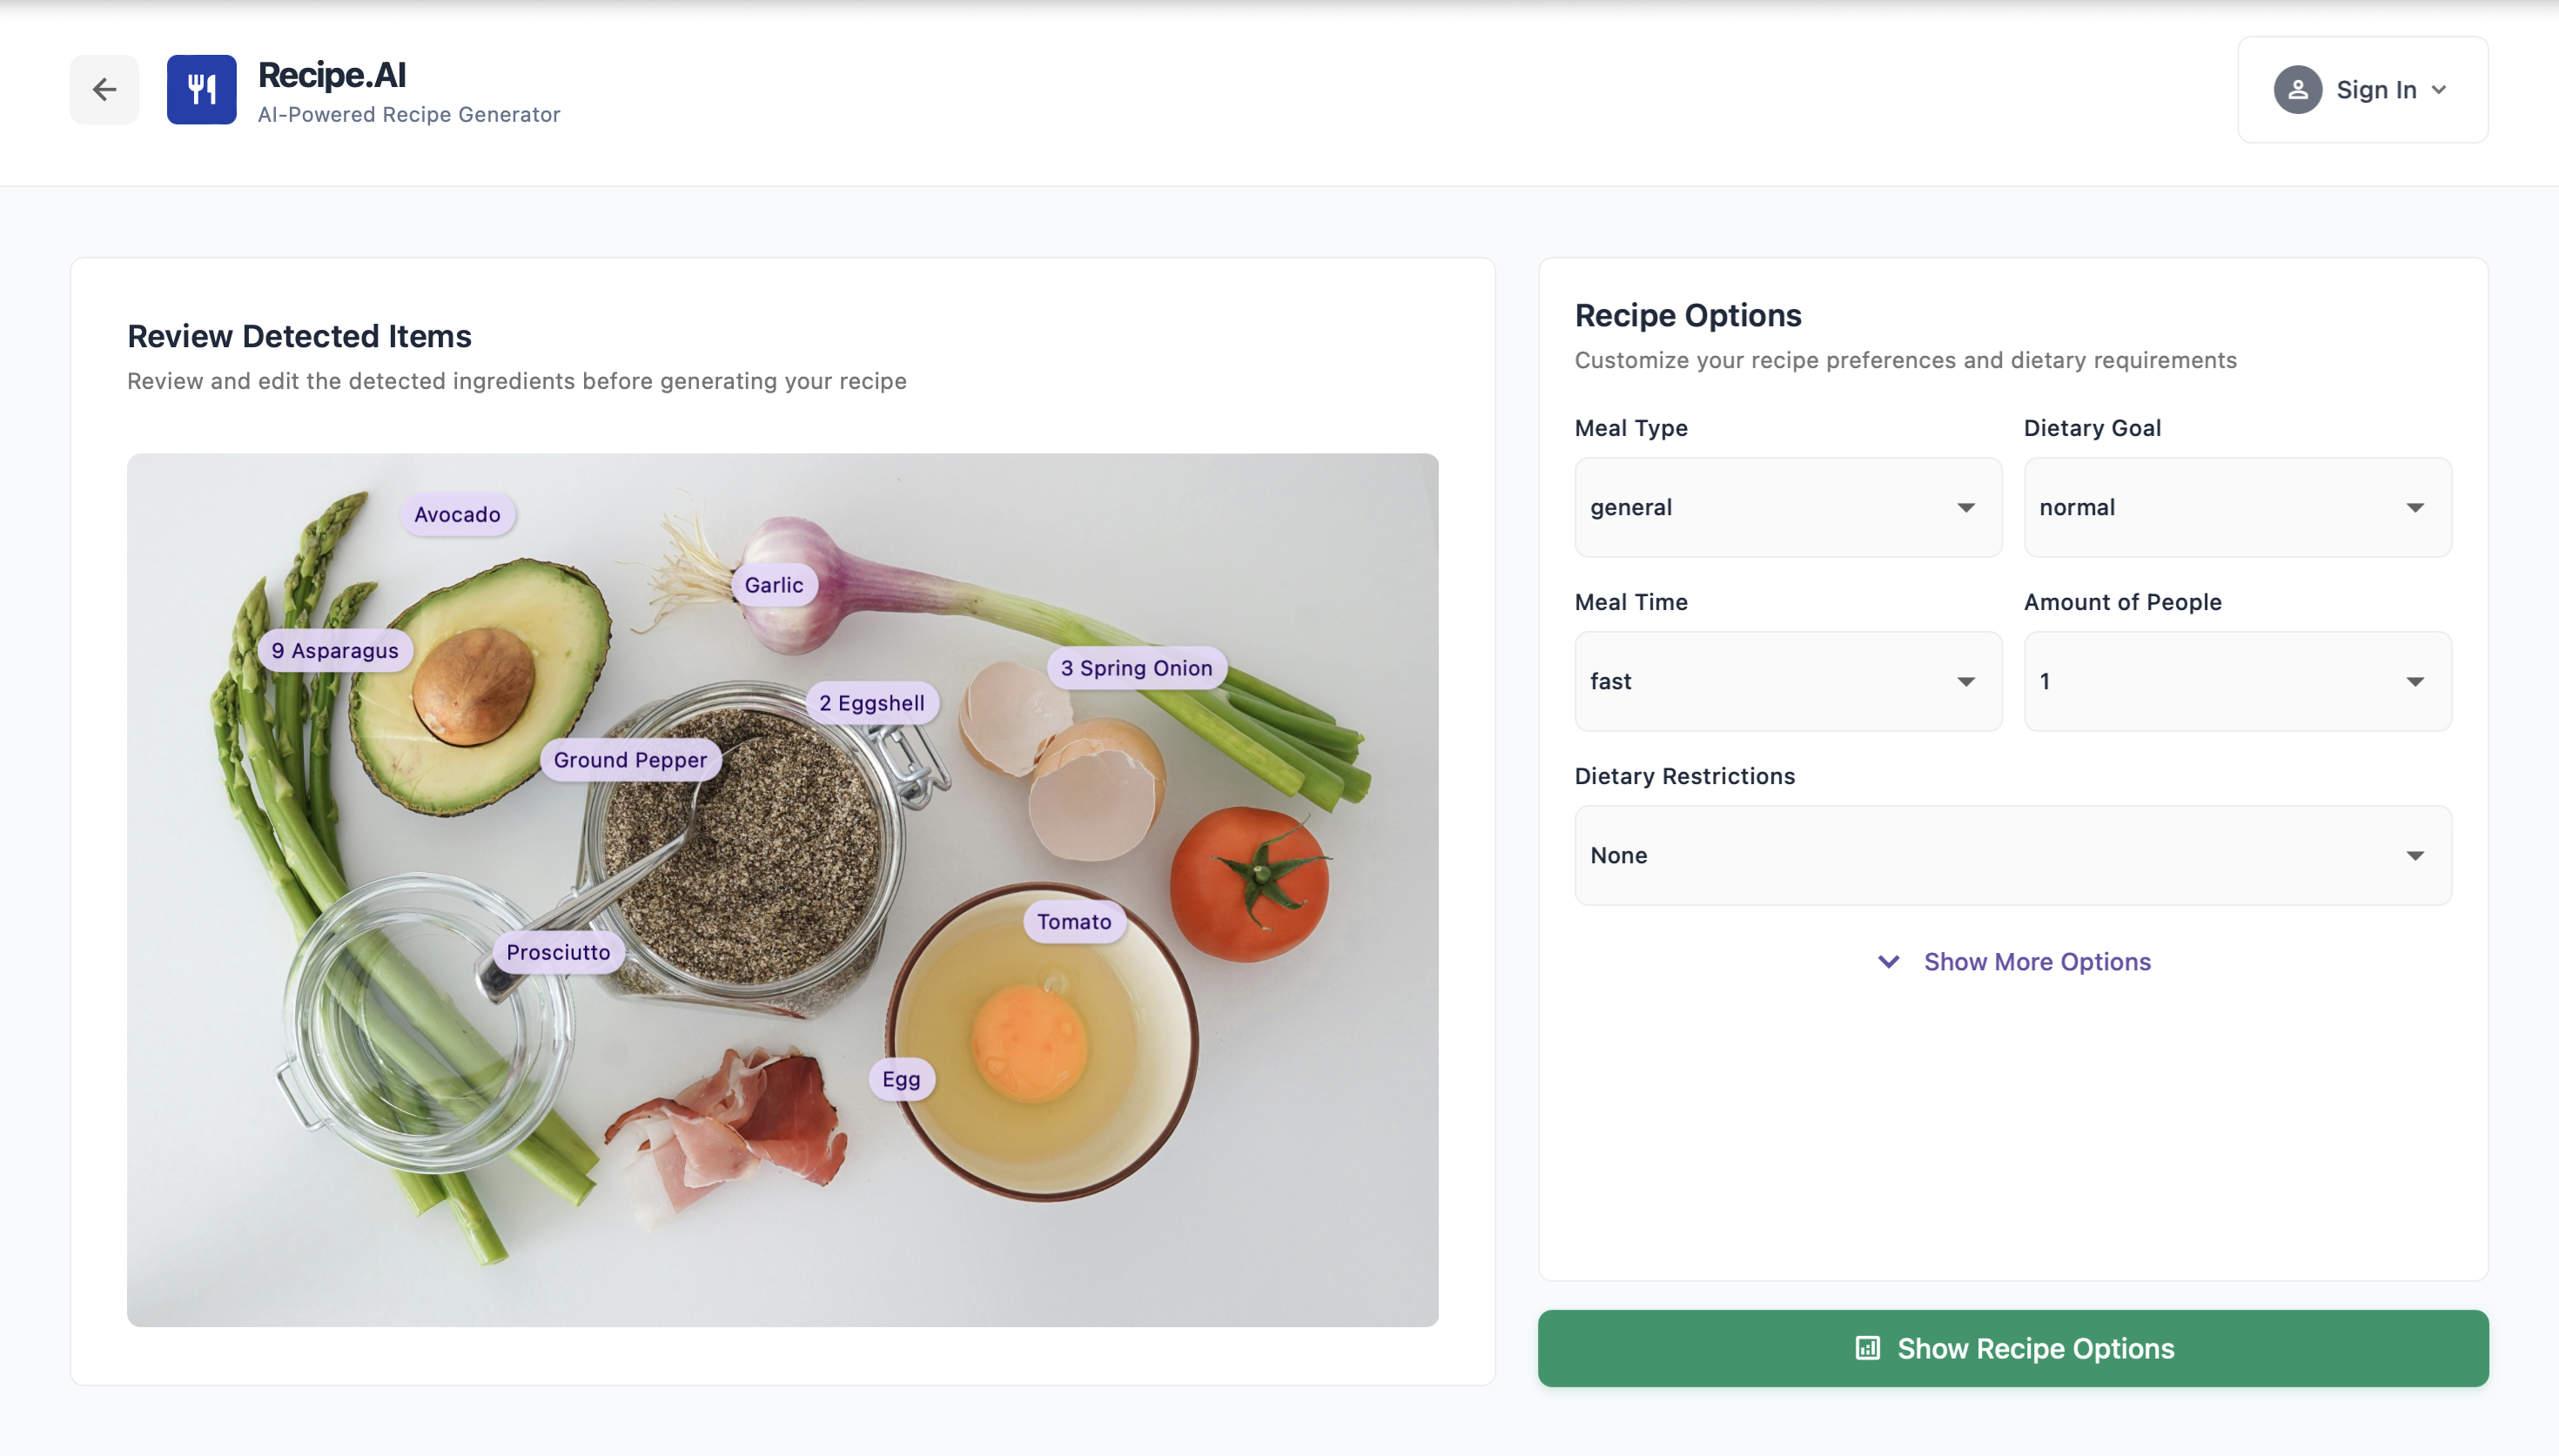 Recipe.AI
AI-Powered Recipe Generator
Sign In
Review Detected Items
Review and edit the detected ingredients before generating your recipe
Avocado
Garlic
9 Asparagus
3 Spring Onion
2 Eggshell
Ground Pepper
Tomato
Prosciutto
Egg
Recipe Options
Customize your recipe preferences and dietary requirements
Meal Type
Dietary Goal
general
normal
Meal Time
Amount of People
fast
1
Dietary Restrictions
None
Show More Options
Show Recipe Options